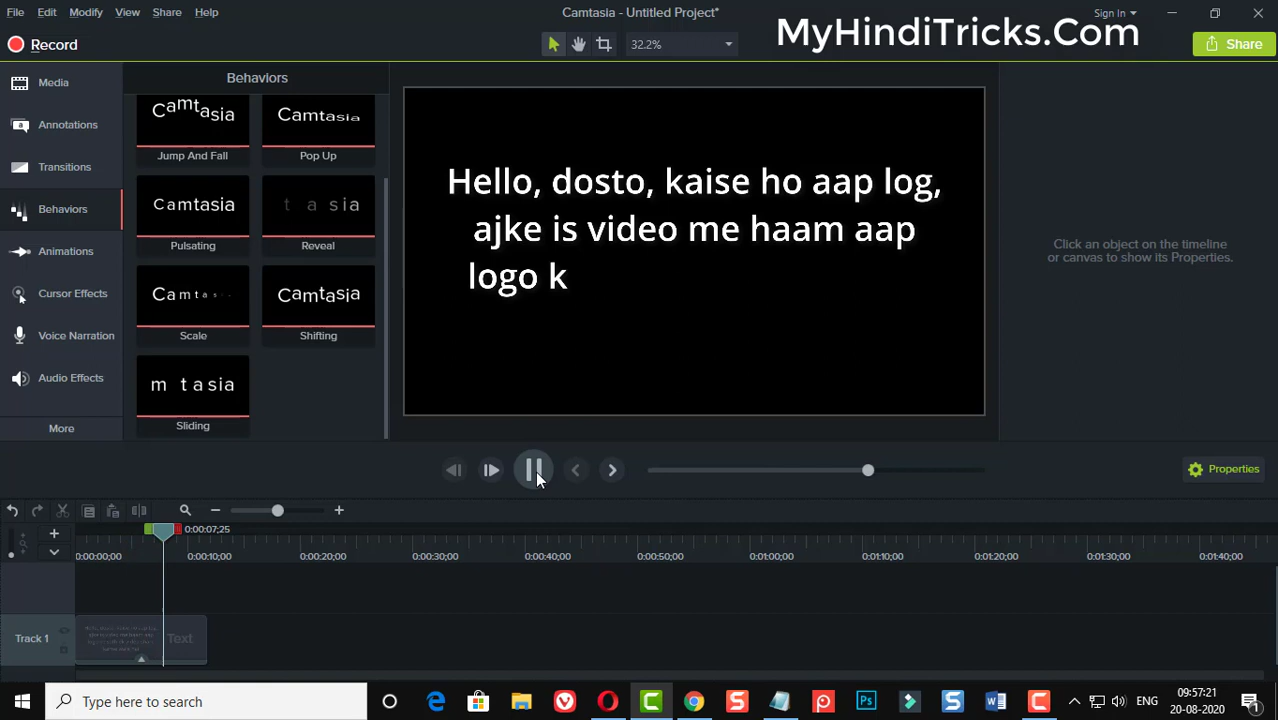 File Edit Modify View Share Help
Camtasia - Untitled Project*
Sign In
MyHindiTricks.Com
Record
32.2%
Share
Media
Annotations
Transitions
Behaviors
Animations
Cursor Effects
Voice Narration
Audio Effects
More
Behaviors
Camtasia
Jump And Fall
Camtasia
Pop Up
Camtasia
Pulsating
t a sia
Reveal
Camtas
Scale
Camtasia
Shifting
m t a sia
Sliding
Hello, dosto, kaise ho aap log,
ajke is video me haam aap
logo k
Click an object on the timeline
or canvas to show its Properties.
Properties
0:00:07;25
0:00:00;00 0:00:10;00 0:00:20;00 0:00:30;00 0:00:40;00 0:00:50;00 0:01:00;00 0:01:10;00 0:01:20;00 0:01:30;00 0:01:40;00
Track 1
Text
Type here to search
ENG
09:57:21
20-08-2020
1